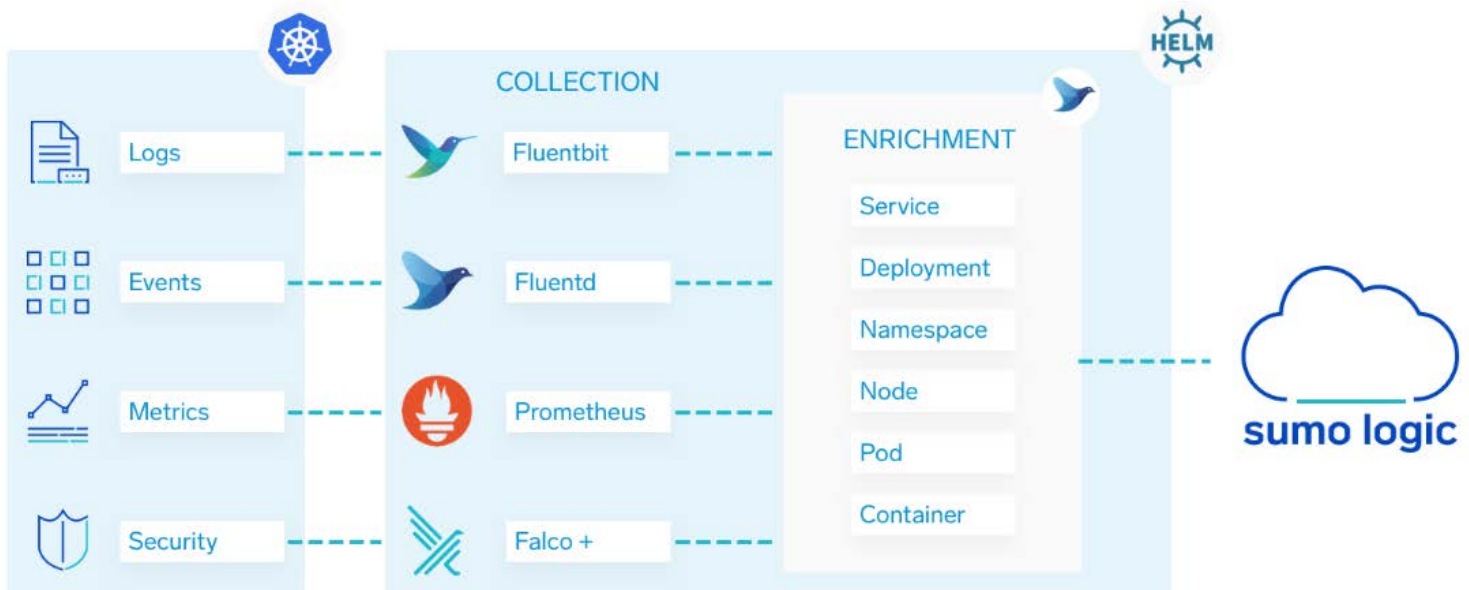 HELM
COLLECTION
ENRICHMENT
Logs
Fluentbit
Events
Fluentd
Metrics
Prometheus
Security
Falco +
Service
Deployment
Namespace
Node
Pod
Container
sumo logic